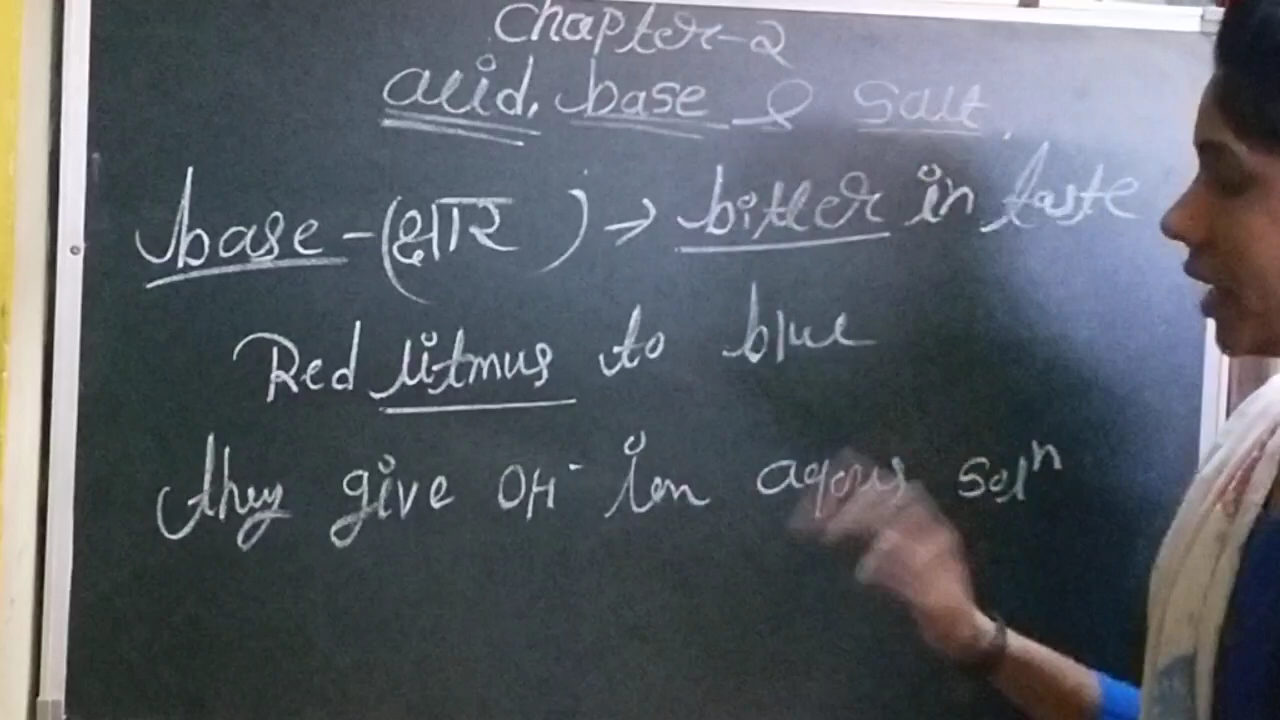 Chapter-2
acid, base & Salt.
base -(क्षार) → bitter in taste
Red litmus to blue
they give OH⁻ ion aqous solⁿ